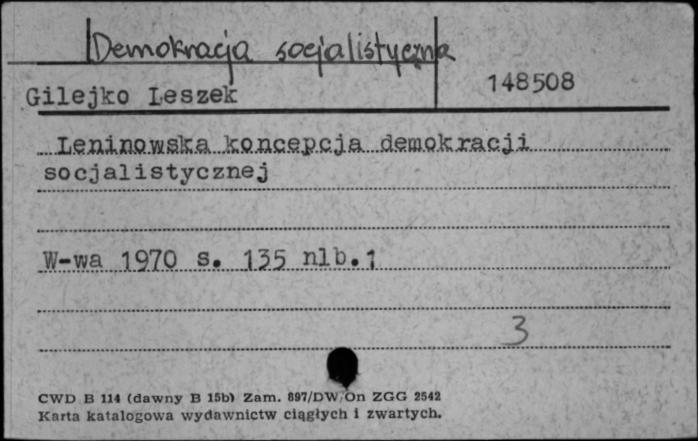 Demokracja socjalistyczna
Gilejko Leszek 148508
Leninowska koncepcja demokracji
socjalistycznej
W-wa 1970 s. 135 nlb.1
3
CWD B 114 (dawny B 15b) Zam. 897/DW/On ZGG 2542
Karta katalogowa wydawnictw ciągłych i zwartych.